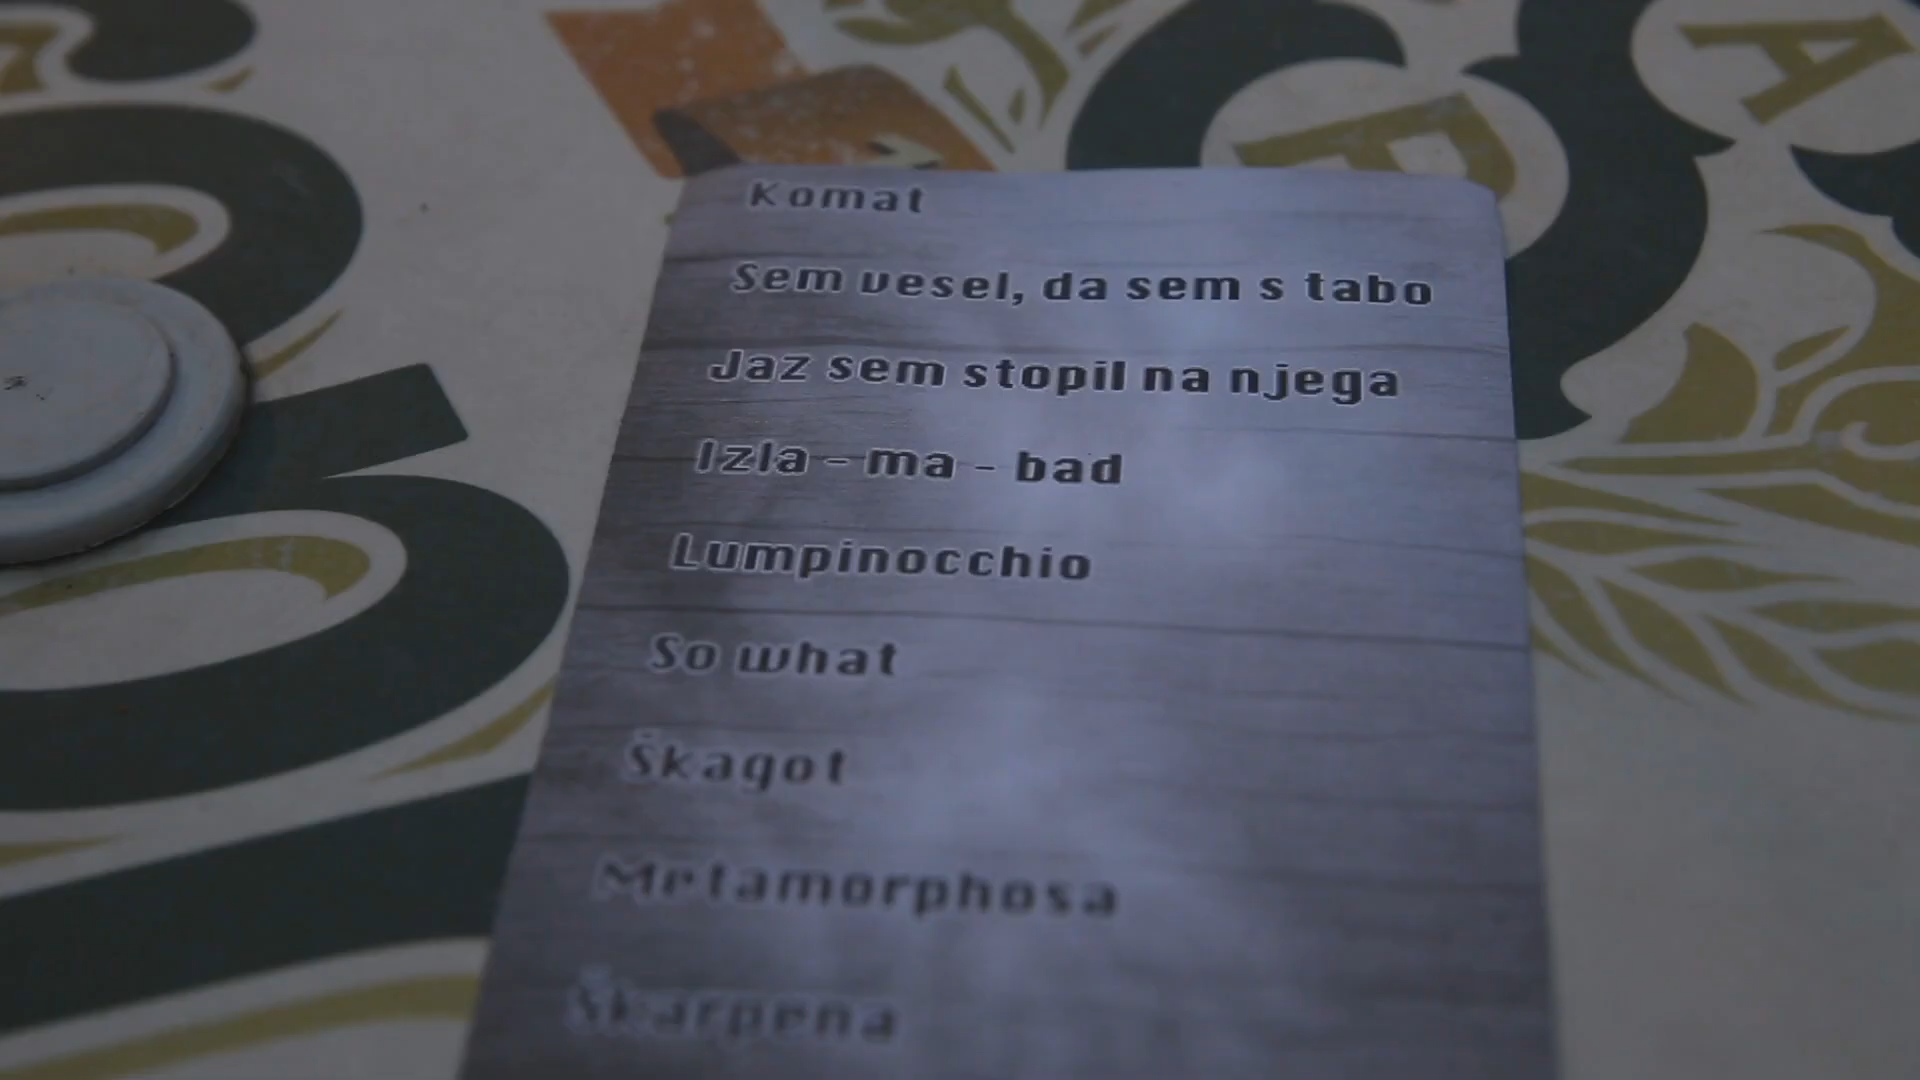 A
P
Komat
Sem vesel, da sem s tabo
Jaz sem stopil na njega
Izla - ma - bad
Lumpinocchio
So what
Škagot
Metamorphosa
Škarpena